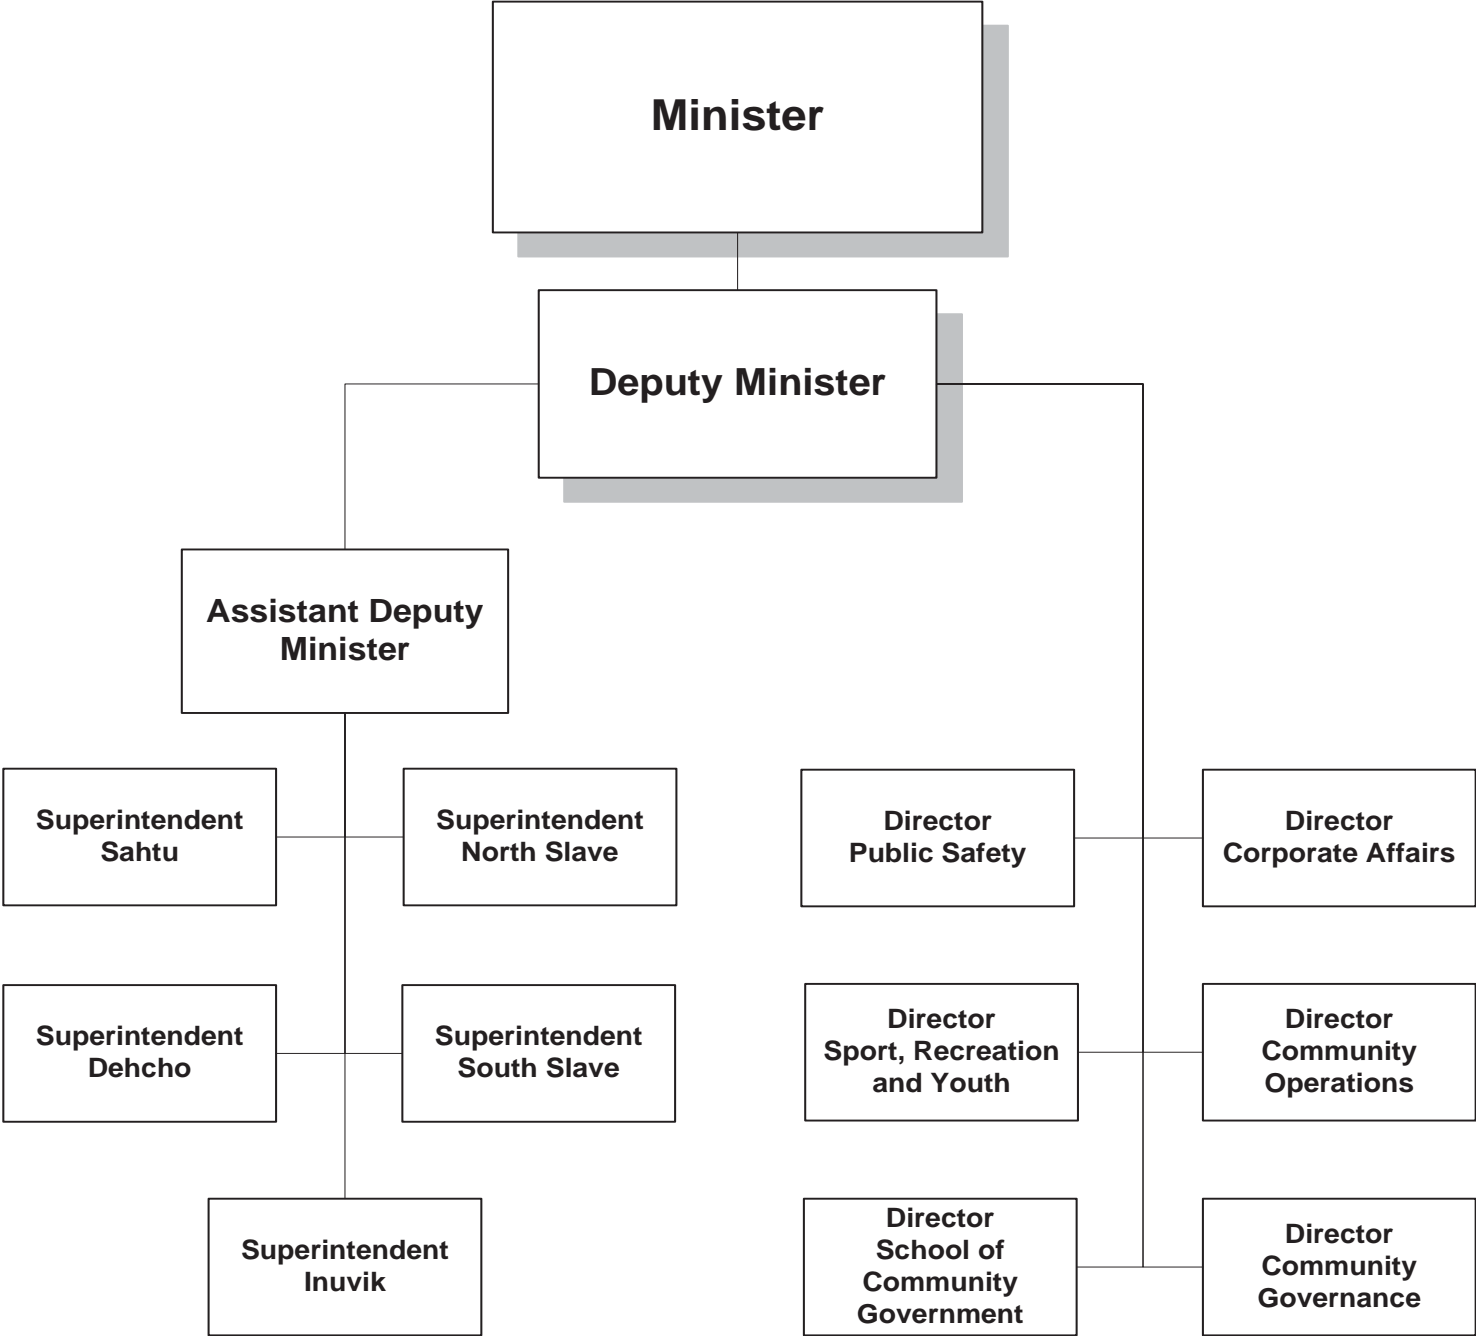 Minister
Deputy Minister
Assistant Deputy
Minister
Superintendent
Sahtu
Superintendent
North Slave
Director
Public Safety
Director
Corporate Affairs
Superintendent
Dehcho
Superintendent
South Slave
Director
Sport, Recreation
and Youth
Director
Community
Operations
Superintendent
Inuvik
Director
School of
Community
Government
Director
Community
Governance